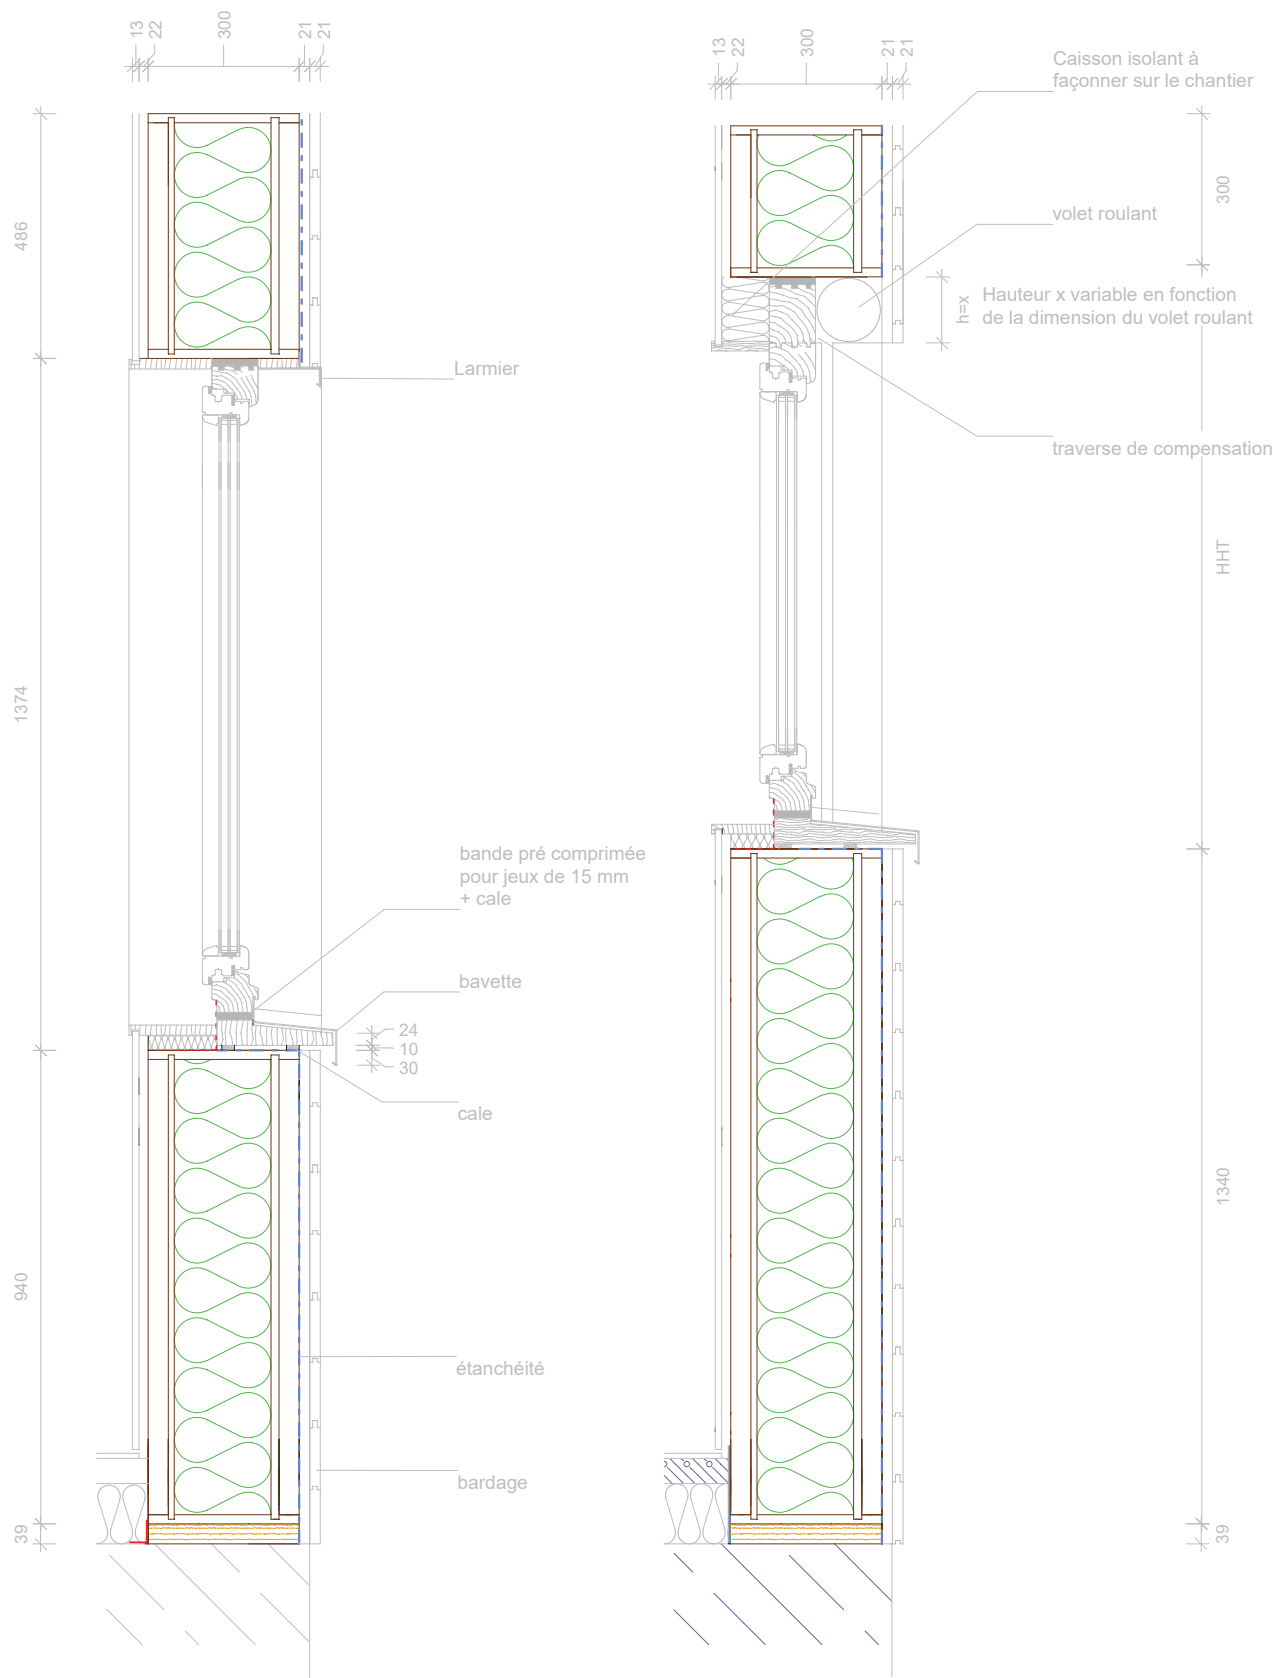 13
22
300
21
21
486
1374
940
39
Larmier
bande pré comprimée
pour jeux de 15 mm
+ cale
bavette
24
10
30
cale
étanchéité
bardage
13
22
300
21
21
Caisson isolant à
façonner sur le chantier
volet roulant
h=x
Hauteur x variable en fonction
de la dimension du volet roulant
traverse de compensation
300
HHT
1340
39